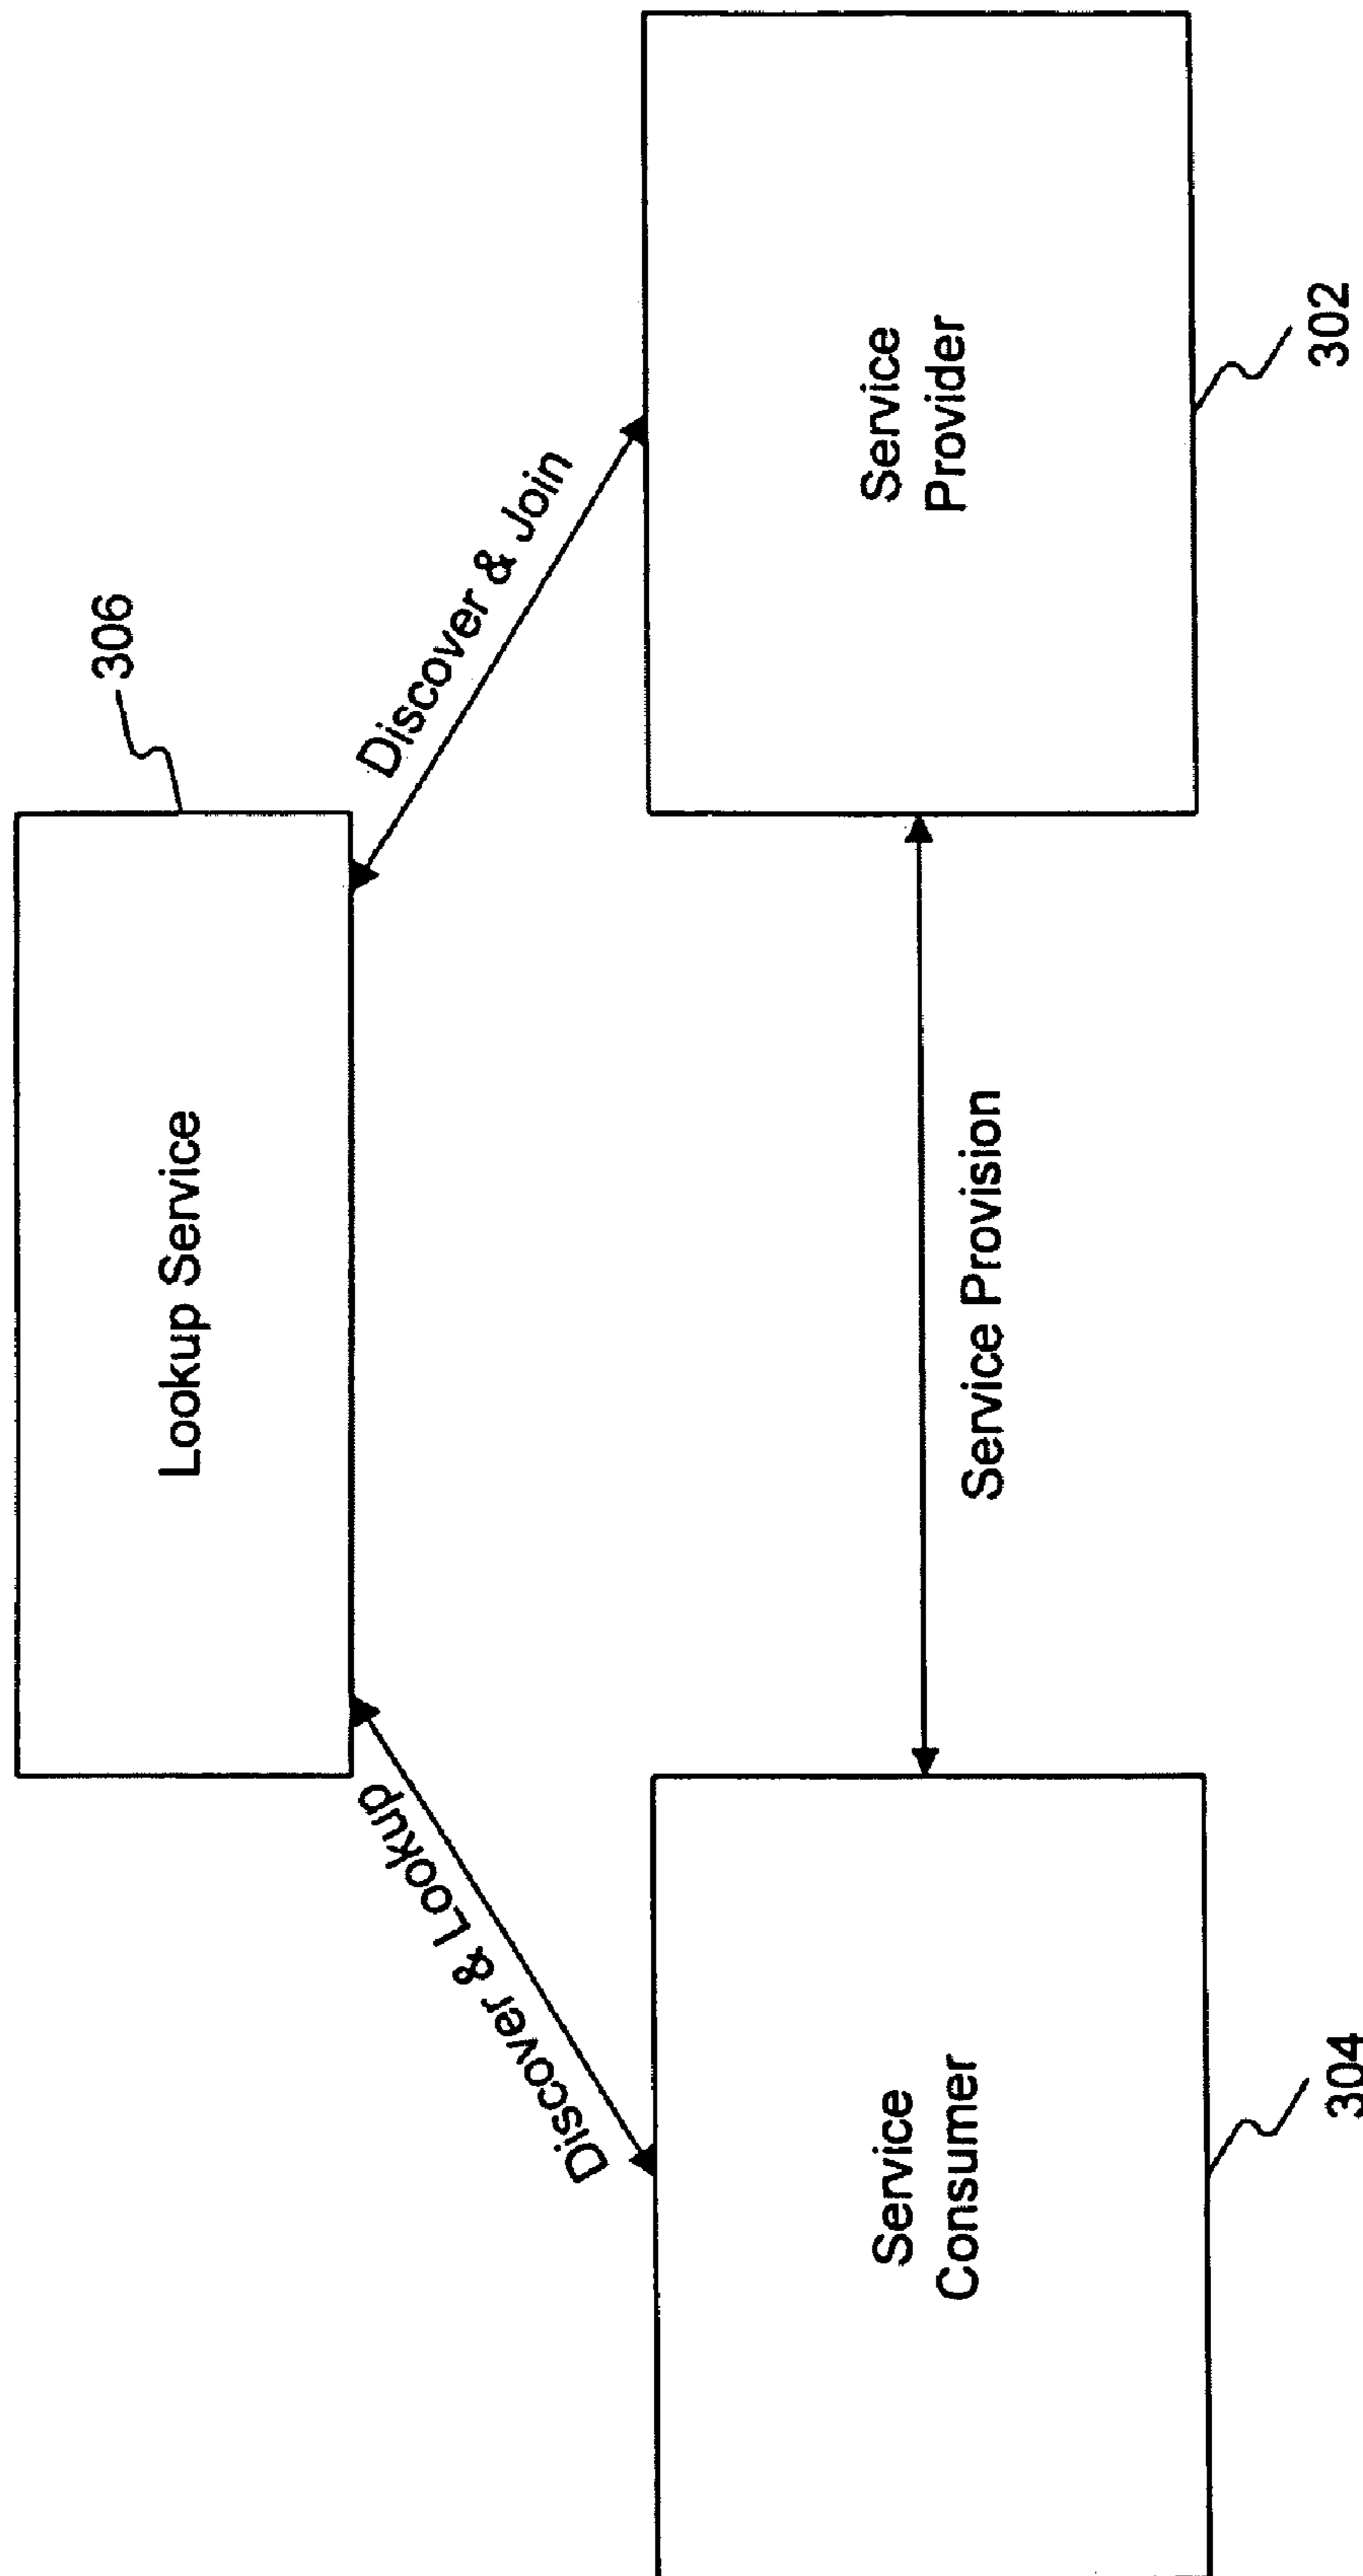 Lookup Service
306
Discover & Lookup
Discover & Join
Service
Consumer
304
Service Provision
Service
Provider
302